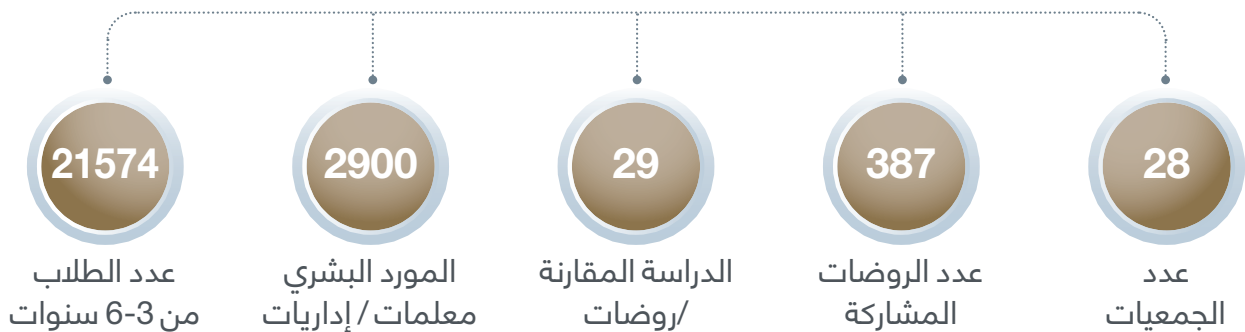 28
عدد
الجمعيات
387
عدد الروضات
المشاركة
29
الدراسة المقارنة
/روضات
2900
المورد البشري
معلمات / إداريات
21574
عدد الطلاب
من 3-6 سنوات